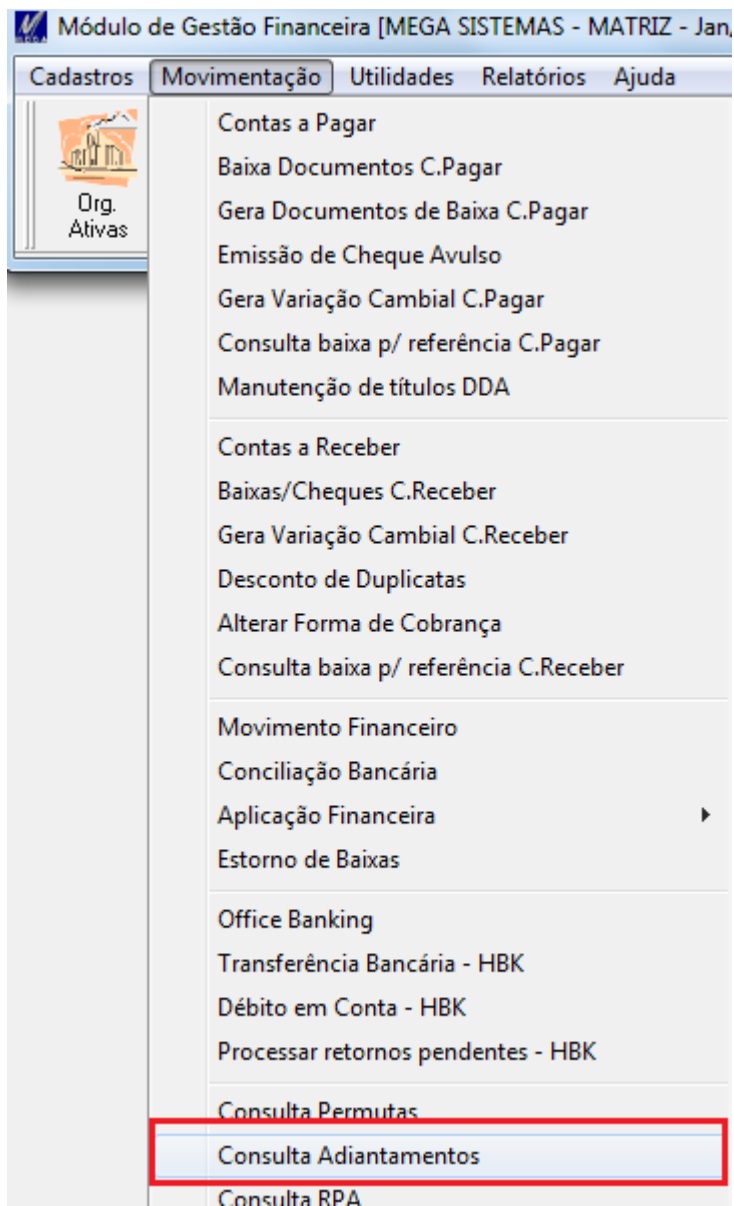 Módulo de Gestão Financeira [MEGA SISTEMAS - MATRIZ - Jan,
Cadastros Movimentação Utilidades Relatórios Ajuda
Org.
Ativas
Contas a Pagar
Baixa Documentos C.Pagar
Gera Documentos de Baixa C.Pagar
Emissão de Cheque Avulso
Gera Variação Cambial C.Pagar
Consulta baixa p/ referência C.Pagar
Manutenção de títulos DDA
Contas a Receber
Baixas/Cheques C.Receber
Gera Variação Cambial C.Receber
Desconto de Duplicatas
Alterar Forma de Cobrança
Consulta baixa p/ referência C.Receber
Movimento Financeiro
Conciliação Bancária
Aplicação Financeira
Estorno de Baixas
Office Banking
Transferência Bancária - HBK
Débito em Conta - HBK
Processar retornos pendentes - HBK
Consulta Permutas
Consulta Adiantamentos
Consulta RPA